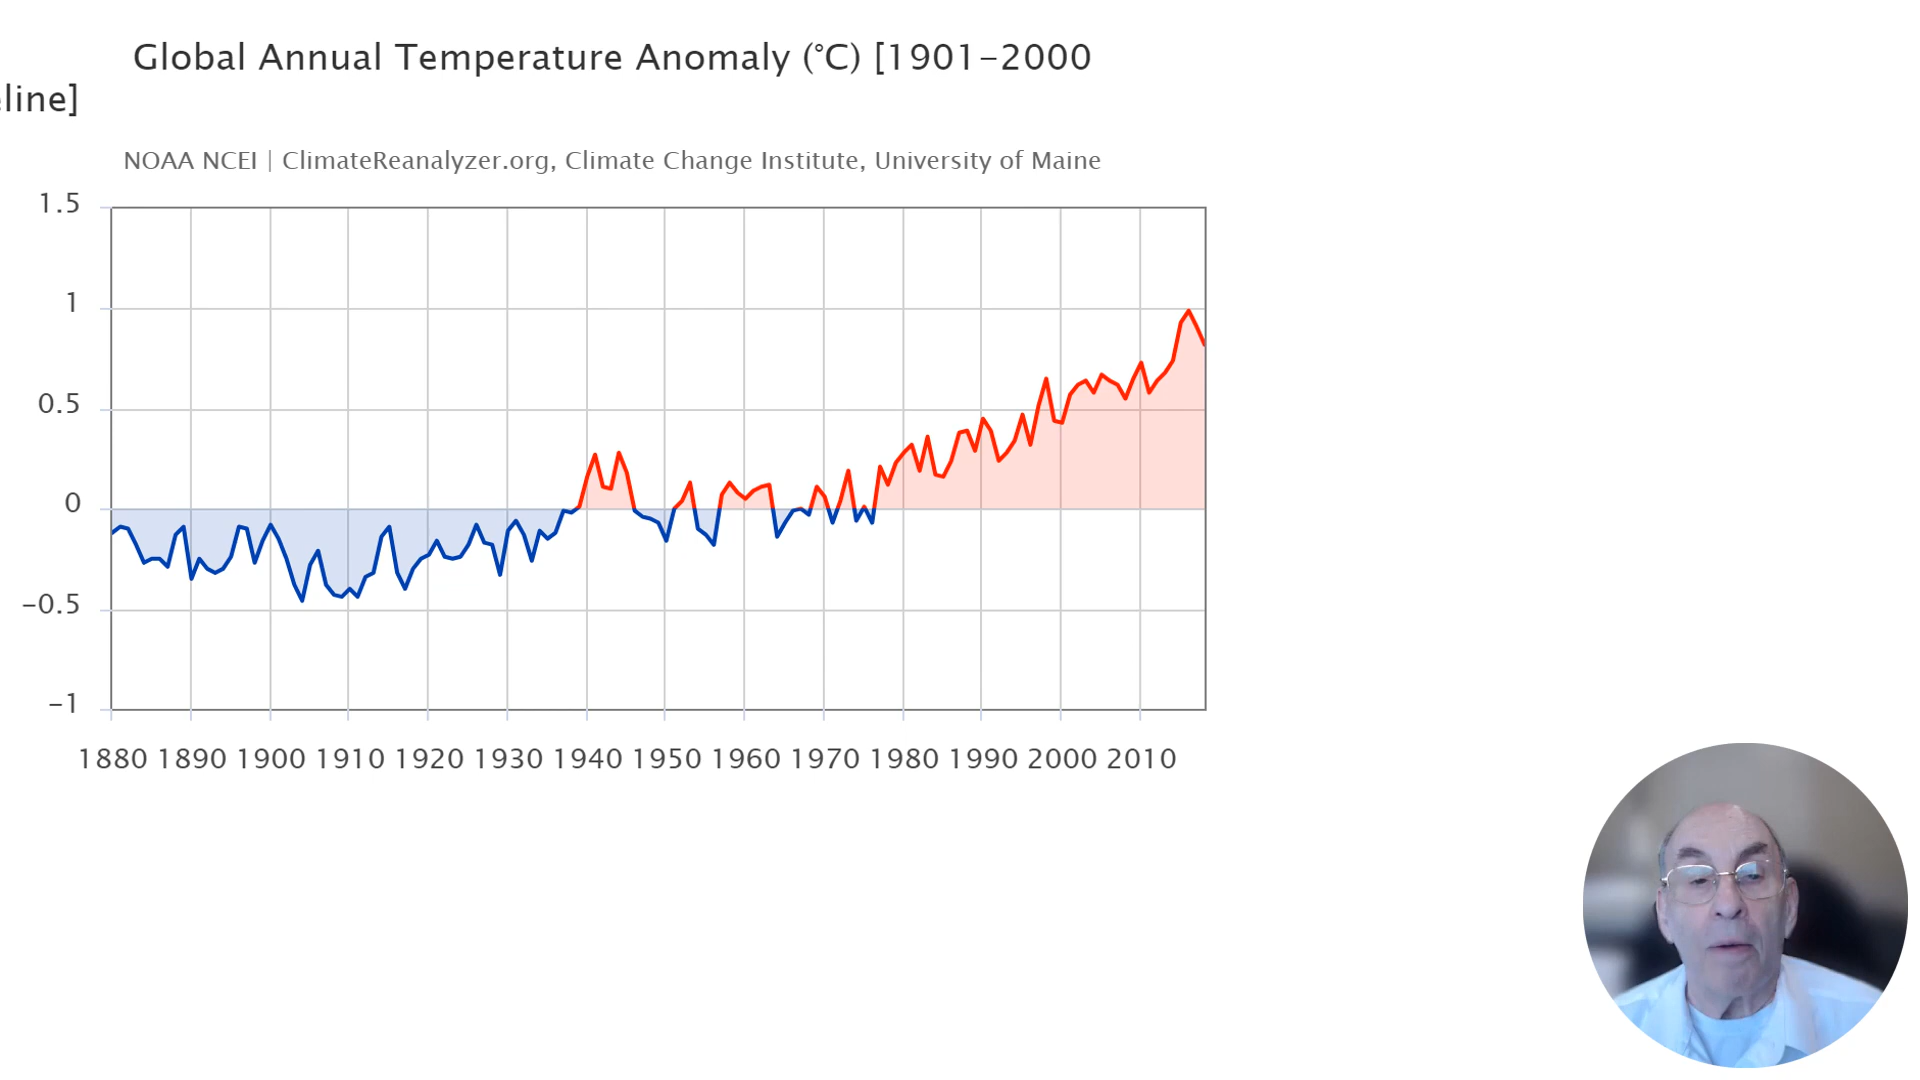 Global Annual Temperature Anomaly (°C) [1901–2000
eline]
NOAA NCEI | ClimateReanalyzer.org, Climate Change Institute, University of Maine
1.5
1
0.5
0
−0.5
−1
1880 1890 1900 1910 1920 1930 1940 1950 1960 1970 1980 1990 2000 2010